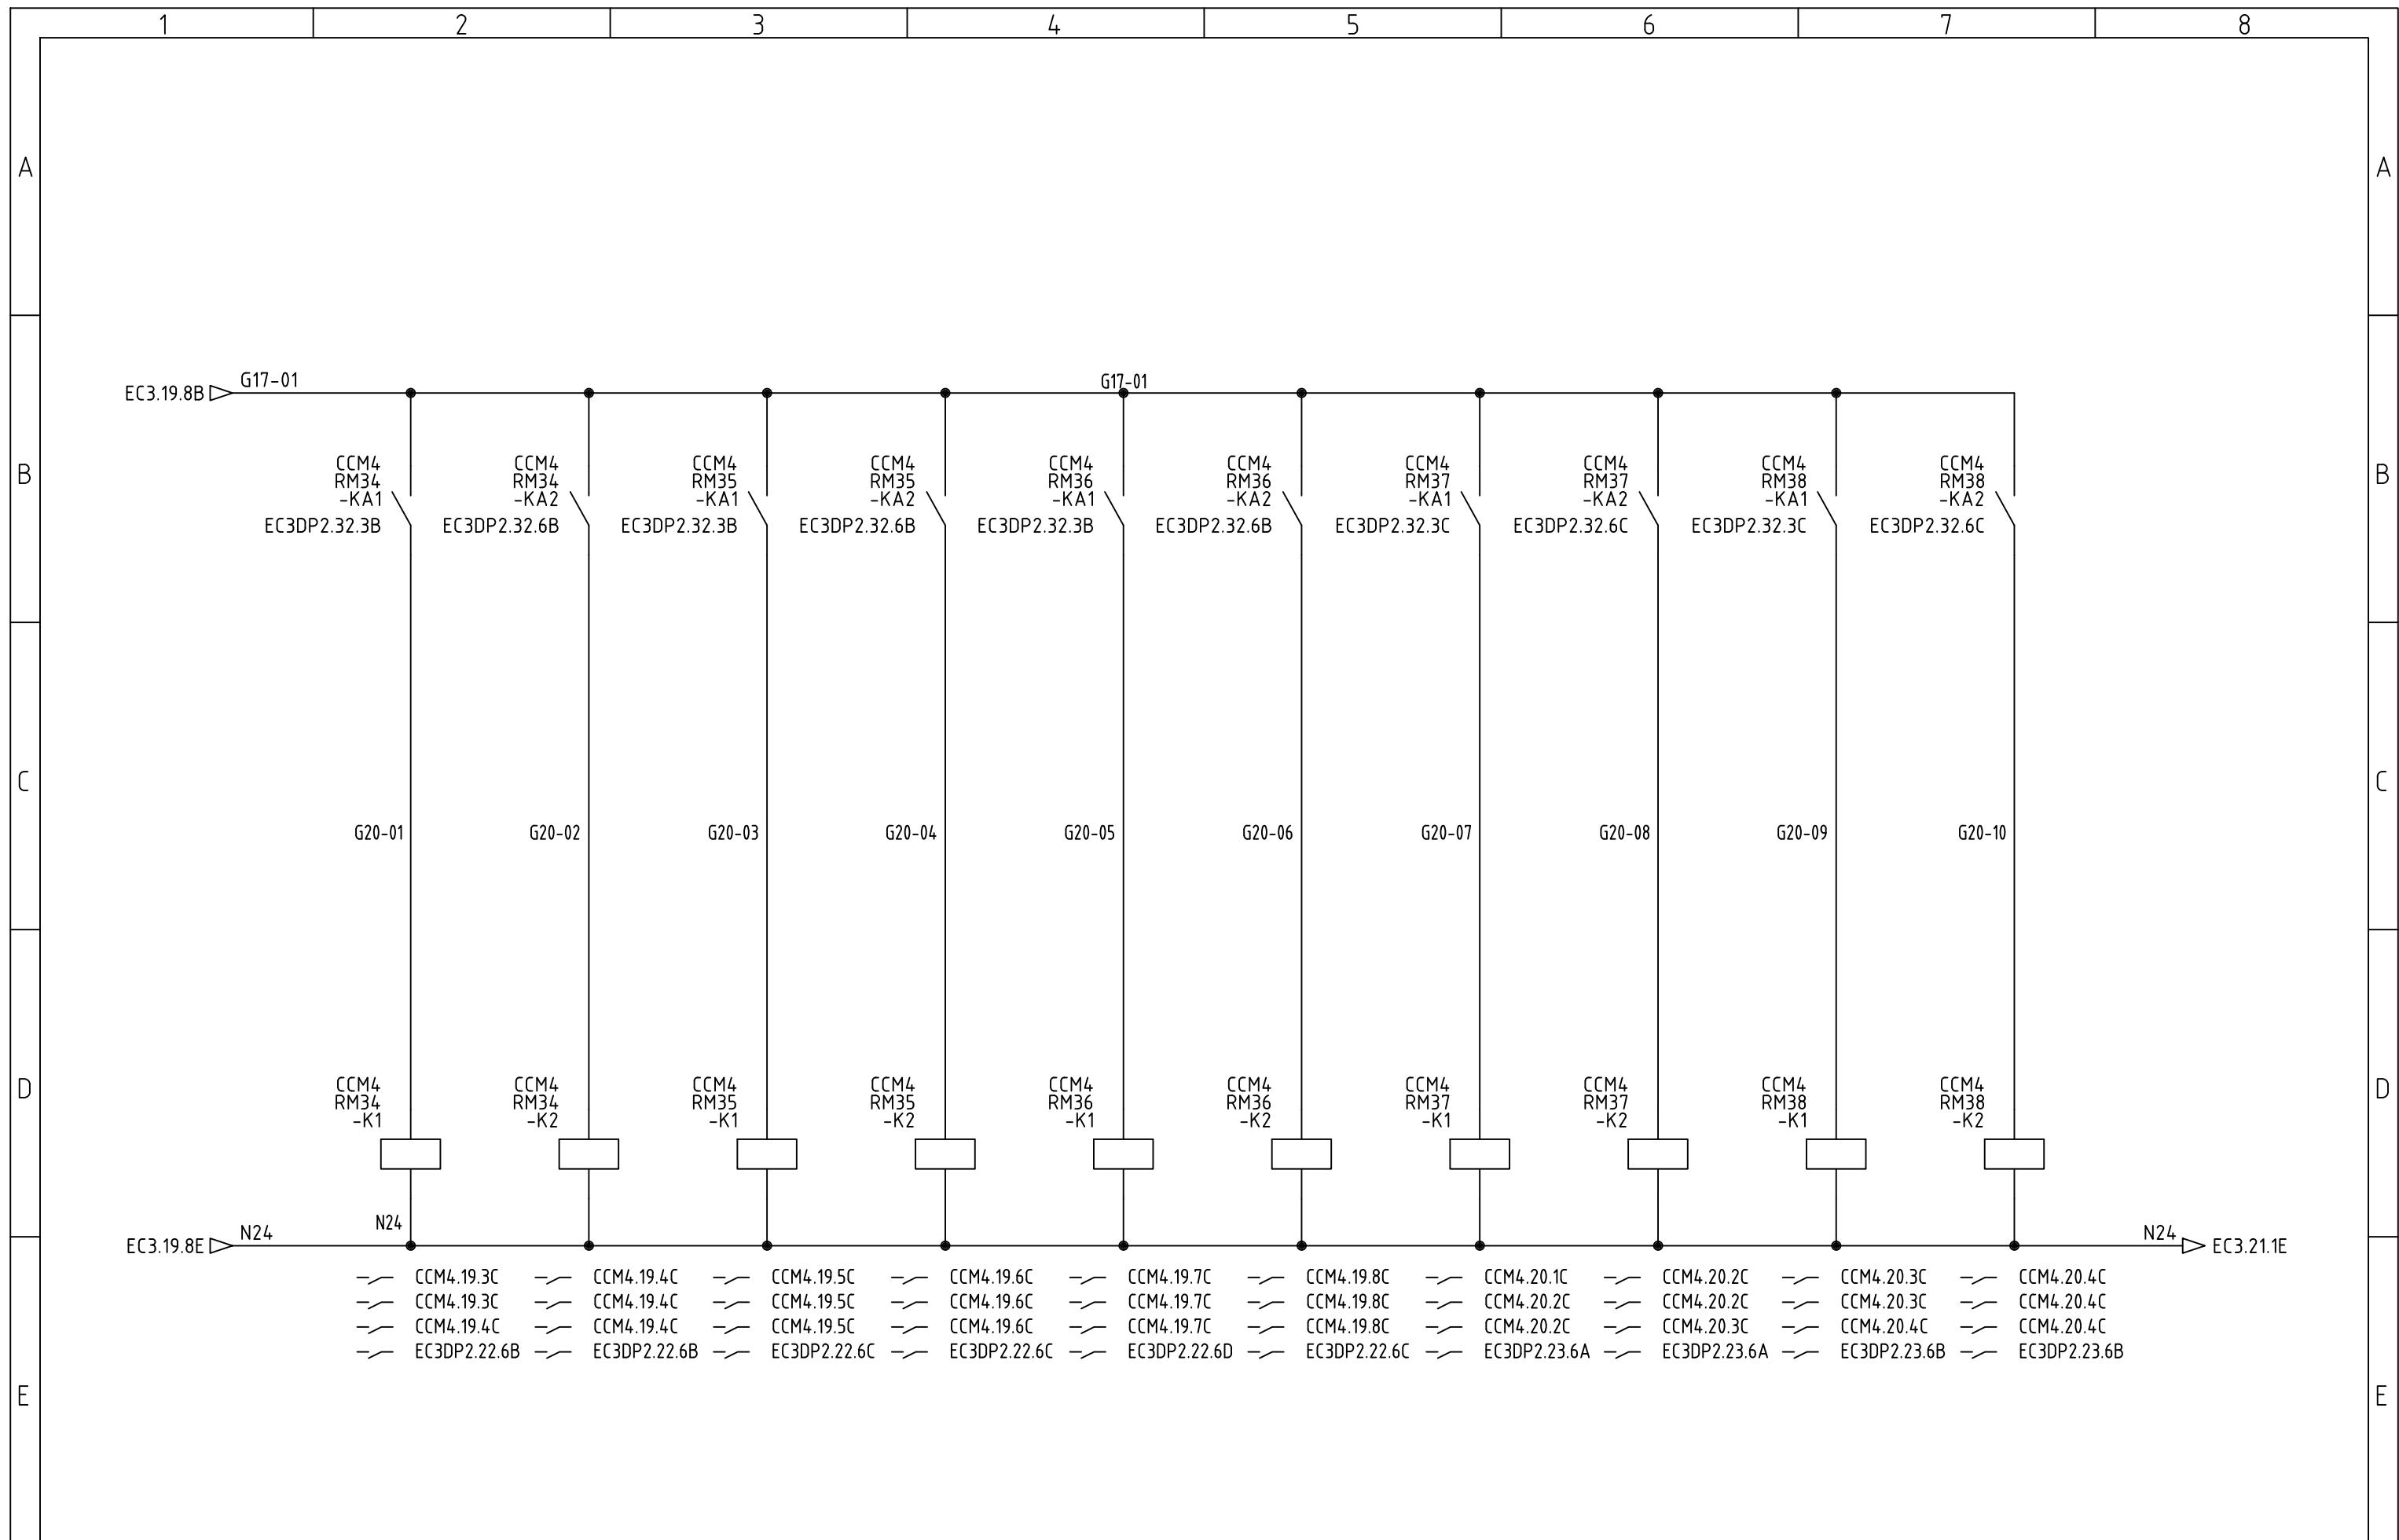 1 2 3 4 5 6 7 8
A A
G17-01 G17-01
EC3.19.8B
CCM4 CCM4 CCM4 CCM4 CCM4 CCM4 CCM4 CCM4 CCM4 CCM4
B RM34 RM34 RM35 RM35 RM36 RM36 RM37 RM37 RM38 RM38 B
-KA1 -KA2 -KA1 -KA2 -KA1 -KA2 -KA1 -KA2 -KA1 -KA2
EC3DP2.32.3B EC3DP2.32.6B EC3DP2.32.3B EC3DP2.32.6B EC3DP2.32.3B EC3DP2.32.6B EC3DP2.32.3C EC3DP2.32.6C EC3DP2.32.3C EC3DP2.32.6C
C C
G20-01 G20-02 G20-03 G20-04 G20-05 G20-06 G20-07 G20-08 G20-09 G20-10
CCM4 CCM4 CCM4 CCM4 CCM4 CCM4 CCM4 CCM4 CCM4 CCM4
D RM34 RM34 RM35 RM35 RM36 RM36 RM37 RM37 RM38 RM38 D
-K1 -K2 -K1 -K2 -K1 -K2 -K1 -K2 -K1 -K2
N24 N24 N24
EC3.19.8E EC3.21.1E
CCM4.19.3C CCM4.19.4C CCM4.19.5C CCM4.19.6C CCM4.19.7C CCM4.19.8C CCM4.20.1C CCM4.20.2C CCM4.20.3C CCM4.20.4C
CCM4.19.3C CCM4.19.4C CCM4.19.5C CCM4.19.6C CCM4.19.7C CCM4.19.8C CCM4.20.2C CCM4.20.2C CCM4.20.3C CCM4.20.4C
CCM4.19.4C CCM4.19.4C CCM4.19.5C CCM4.19.6C CCM4.19.7C CCM4.19.8C CCM4.20.2C CCM4.20.3C CCM4.20.4C CCM4.20.4C
EC3DP2.22.6B EC3DP2.22.6B EC3DP2.22.6C EC3DP2.22.6C EC3DP2.22.6D EC3DP2.22.6C EC3DP2.23.6A EC3DP2.23.6A EC3DP2.23.6B EC3DP2.23.6B
E E